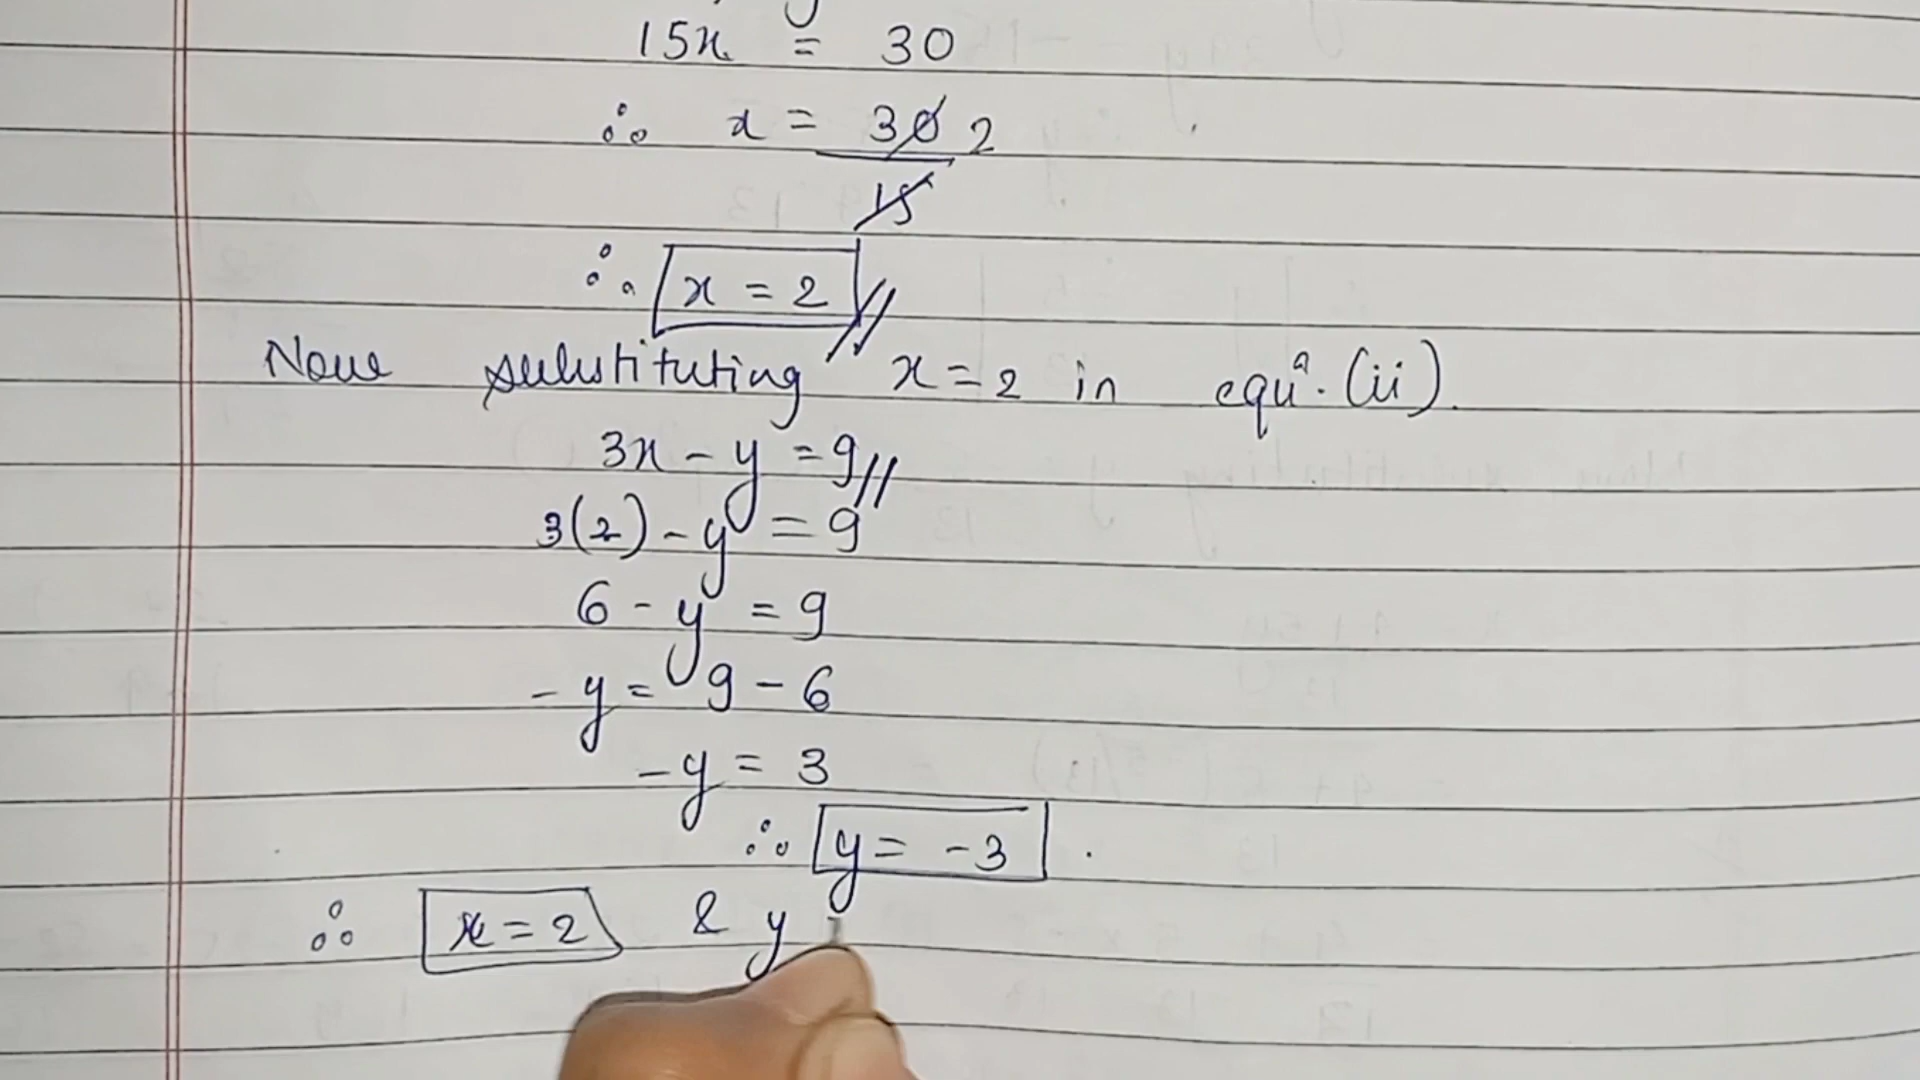 15x = 30
∴ x = 30 2
15
∴ x = 2 //
Now substituting x = 2 in equⁿ. (ii).
3x - y = 9 //
3(2) - y = 9
6 - y = 9
- y = 9 - 6
- y = 3
∴ y = -3 .
∴ x = 2 & y